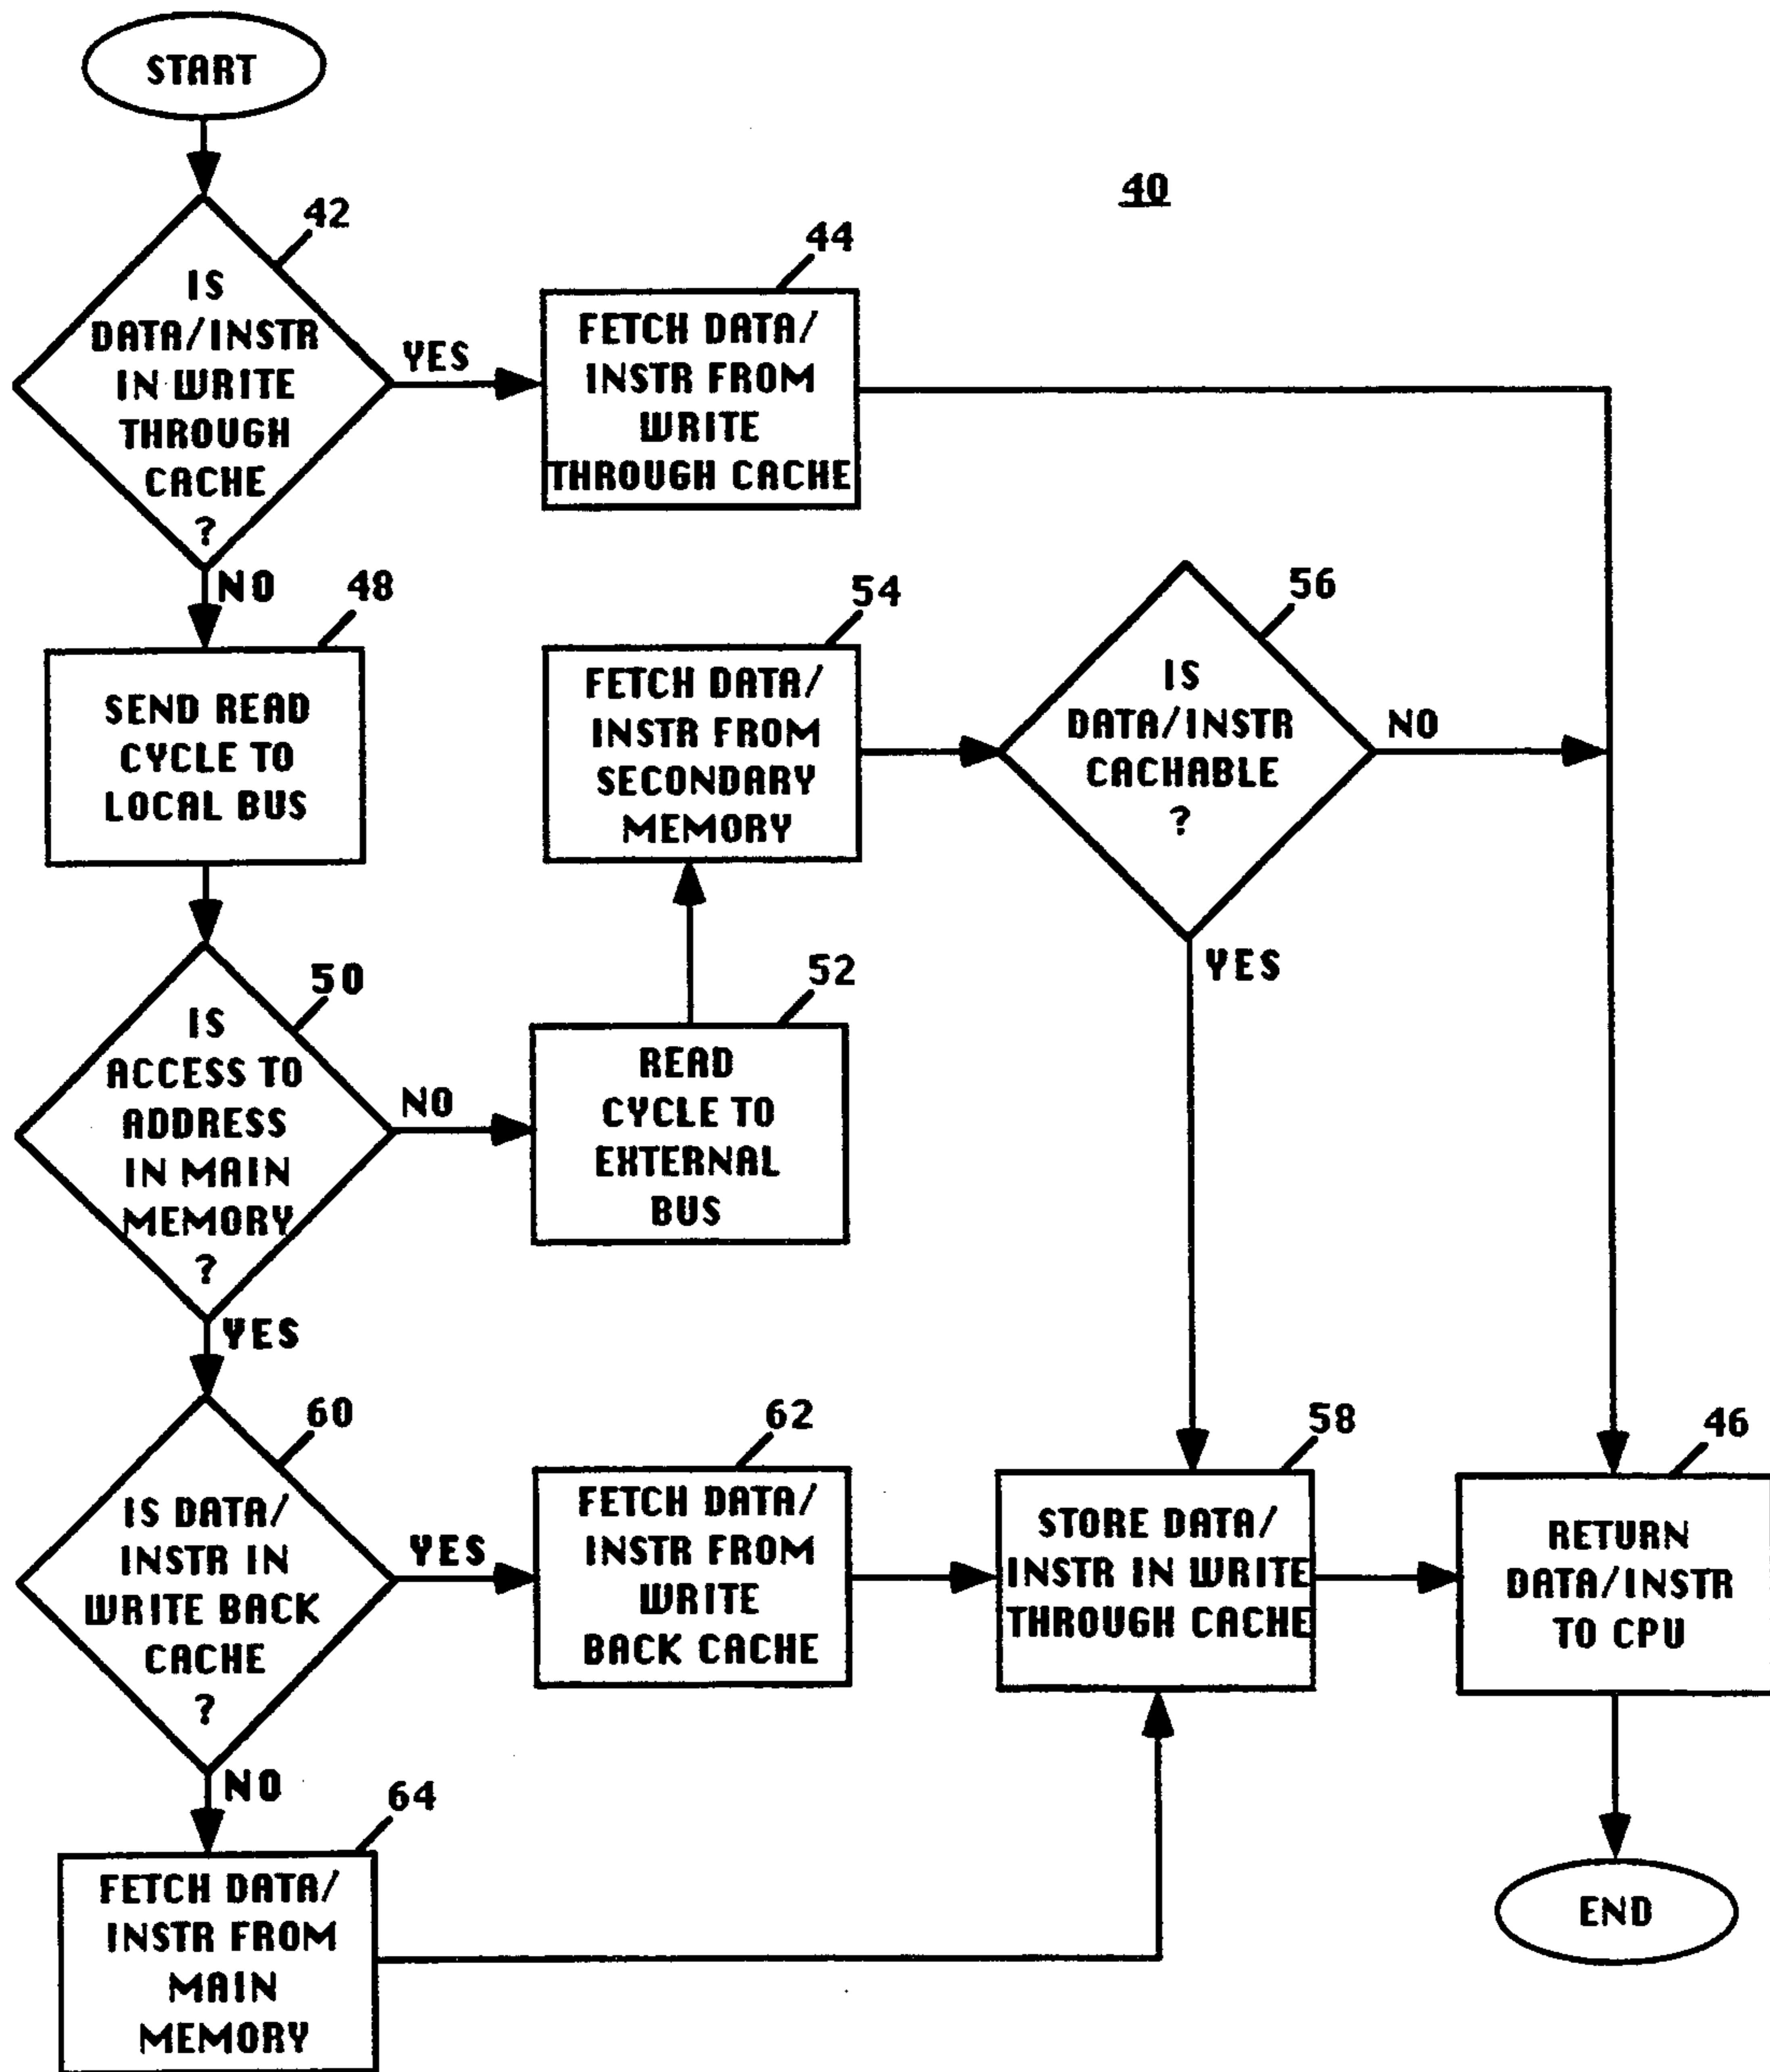 START
40
42
IS
DATA/INSTR
IN WRITE
THROUGH
CACHE
?
YES
NO
44
FETCH DATA/
INSTR FROM
WRITE
THROUGH CACHE
48
SEND READ
CYCLE TO
LOCAL BUS
54
FETCH DATA/
INSTR FROM
SECONDARY
MEMORY
56
IS
DATA/INSTR
CACHABLE
?
NO
YES
50
IS
ACCESS TO
ADDRESS
IN MAIN
MEMORY
?
NO
YES
52
READ
CYCLE TO
EXTERNAL
BUS
60
IS DATA/
INSTR IN
WRITE BACK
CACHE
?
YES
NO
62
FETCH DATA/
INSTR FROM
WRITE
BACK CACHE
58
STORE DATA/
INSTR IN WRITE
THROUGH CACHE
46
RETURN
DATA/INSTR
TO CPU
64
FETCH DATA/
INSTR FROM
MAIN
MEMORY
END